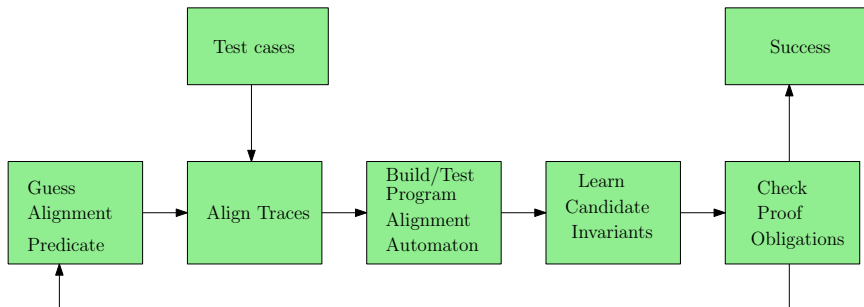 Test cases
Success
Guess
Alignment
Predicate
Align Traces
Build/Test
Program
Alignment
Automaton
Learn
Candidate
Invariants
Check
Proof
Obligations